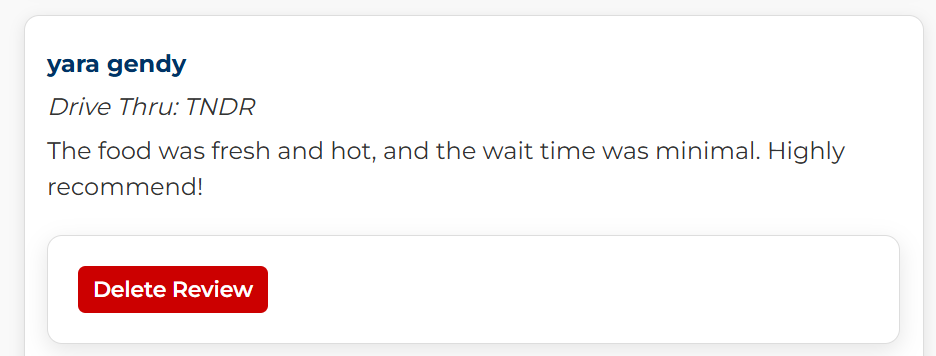 yara gendy
Drive Thru: TNDR
The food was fresh and hot, and the wait time was minimal. Highly
recommend!
Delete Review